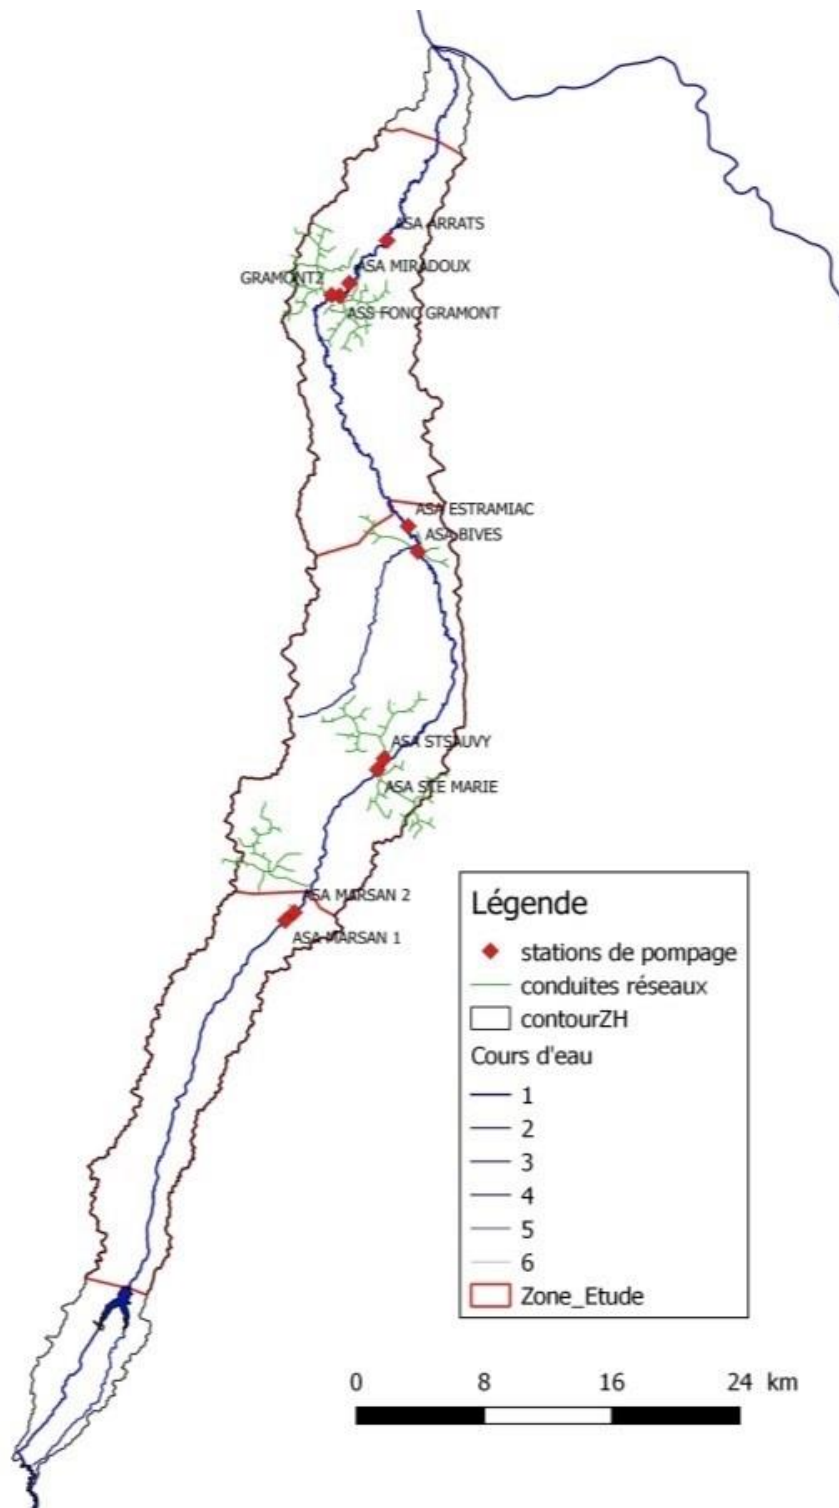 ASA ARRATS
ASA MIRADOUX
GRAMONT2
ASS FONC GRAMONT
ASA ESTRAMIAC
ASA BIVES
ASA STSAUVY
ASA STE MARIE
ASA MARSAN 2
ASA MARSAN 1
Légende
stations de pompage
conduites réseaux
contourZH
Cours d'eau
1
2
3
4
5
6
Zone_Etude
0 8 16 24 km